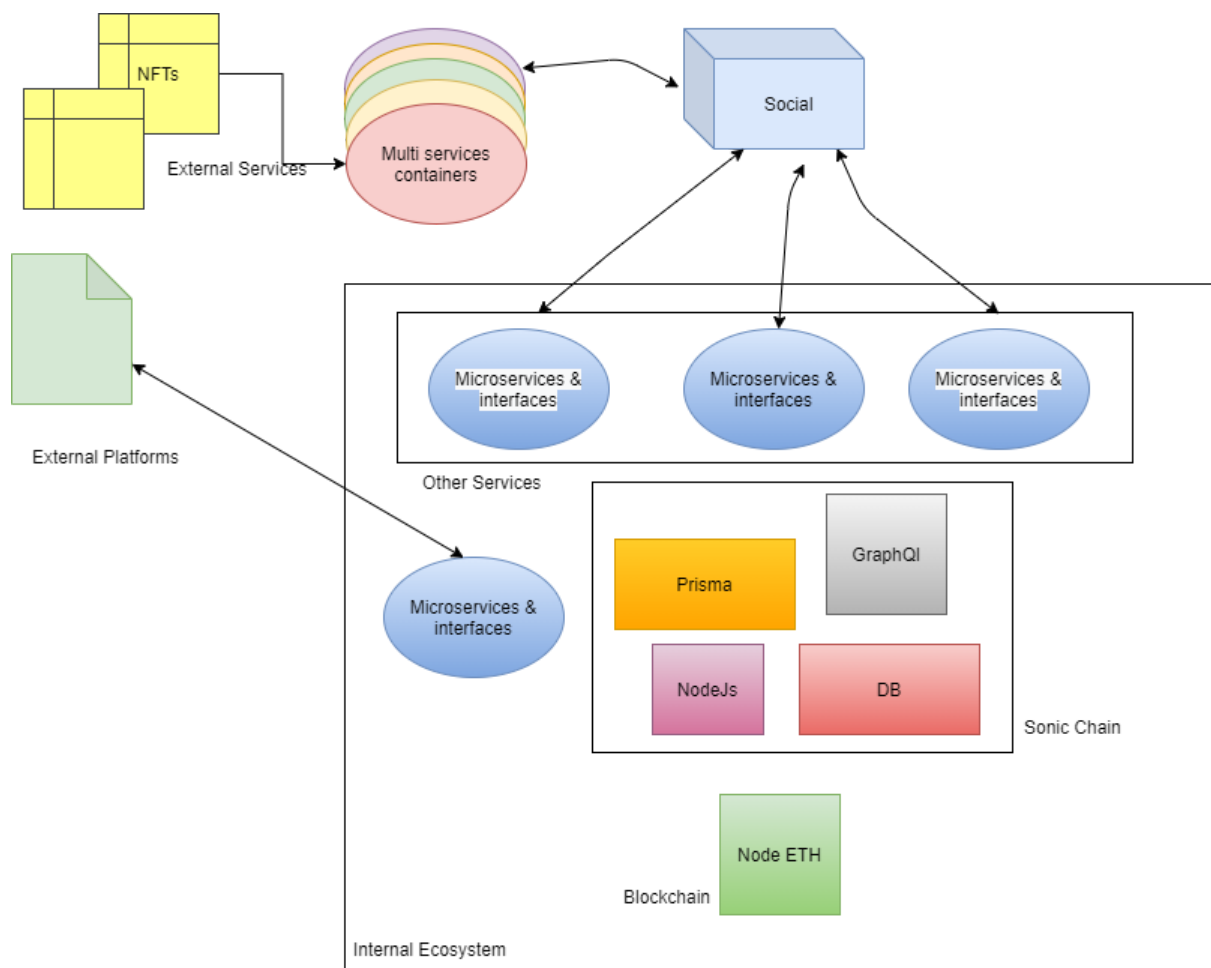 NFTs
External Services
Multi services
containers
Social
External Platforms
Microservices &
interfaces
Microservices &
interfaces
Microservices &
interfaces
Other Services
Microservices &
interfaces
Prisma
GraphQl
NodeJs
DB
Sonic Chain
Node ETH
Blockchain
Internal Ecosystem